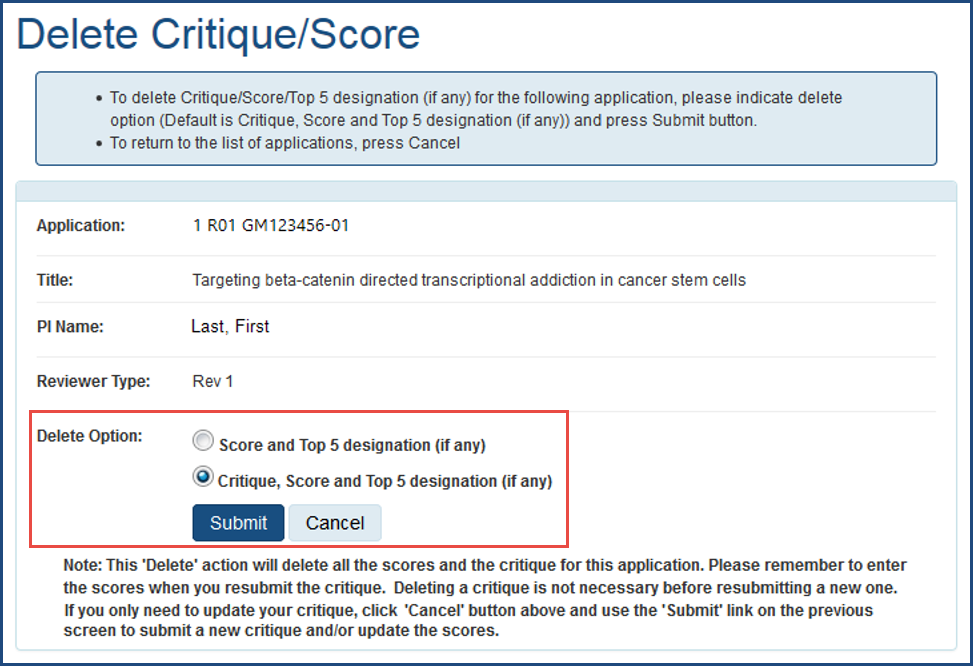 Delete Critique/Score
• To delete Critique/Score/Top 5 designation (if any) for the following application, please indicate delete
option (Default is Critique, Score and Top 5 designation (if any)) and press Submit button.
• To return to the list of applications, press Cancel
Application: 1 R01 GM123456-01
Title: Targeting beta-catenin directed transcriptional addiction in cancer stem cells
PI Name: Last, First
Reviewer Type: Rev 1
Delete Option: Score and Top 5 designation (if any)
Critique, Score and Top 5 designation (if any)
Submit Cancel
Note: This 'Delete' action will delete all the scores and the critique for this application. Please remember to enter
the scores when you resubmit the critique.  Deleting a critique is not necessary before resubmitting a new one.
If you only need to update your critique, click  'Cancel' button above and use the 'Submit' link on the previous
screen to submit a new critique and/or update the scores.